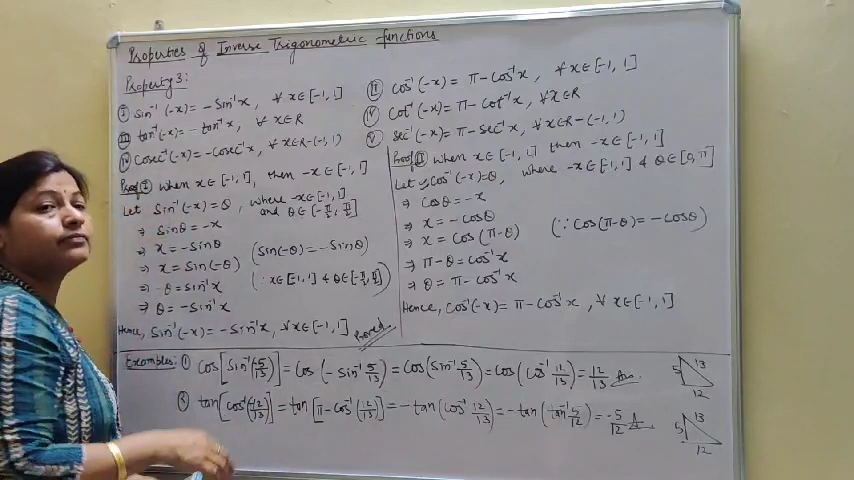 Properties of Inverse Trigonometric functions
Property 3:
Ⓘ Sin⁻¹(-x) = -Sin⁻¹x, ∀ x∈[-1, 1]
Ⓘⓘⓘ tan⁻¹(-x) = -tan⁻¹x, ∀ x∈R
Ⓘⓥ Cosec⁻¹(-x) = -Cosec⁻¹x, ∀ x∈R-(-1, 1)
Proof Ⓘ when x∈[-1, 1], then -x∈[-1, 1]
Let Sin⁻¹(-x) = θ, where -x∈[-1, 1]
and θ∈[-π/2, π/2]
⇒ Sinθ = -x
⇒ x = -Sinθ (Sin(-θ) = -Sinθ)
⇒ x = Sin(-θ)
⇒ -θ = Sin⁻¹x (∵ x∈[-1, 1] & θ∈[-π/2, π/2])
⇒ θ = -Sin⁻¹x
Hence, Sin⁻¹(-x) = -Sin⁻¹x, ∀x∈[-1, 1] Proved
Ⓘⓘ Cos⁻¹(-x) = π-Cos⁻¹x, ∀ x∈[-1, 1]
Ⓘⓥ Cot⁻¹(-x) = π-Cot⁻¹x, ∀x∈R
Ⓥ Sec⁻¹(-x) = π-Sec⁻¹x, ∀x∈R-(-1, 1)
Proof Ⓘⓘ when x∈[-1, 1] then -x∈[-1, 1]
Let Cos⁻¹(-x) = θ, where -x∈[-1, 1] & θ∈[0, π]
⇒ Cosθ = -x
⇒ x = -Cosθ
⇒ x = Cos(π-θ) (∵ Cos(π-θ) = -Cosθ)
⇒ π-θ = Cos⁻¹x
⇒ θ = π-Cos⁻¹x
Hence, Cos⁻¹(-x) = π-Cos⁻¹x, ∀ x∈[-1, 1]
Examples: ① Cos[Sin⁻¹(-5/13)] = Cos(-Sin⁻¹ 5/13) = Cos(Sin⁻¹ 5/13) = Cos(Cos⁻¹ 12/13) = 12/13 Ans 5 13 12
② tan[Cos⁻¹(-12/13)] = tan[π-Cos⁻¹(12/13)] = -tan(Cos⁻¹ 12/13) = -tan(tan⁻¹ 5/12) = -5/12 5 13 12